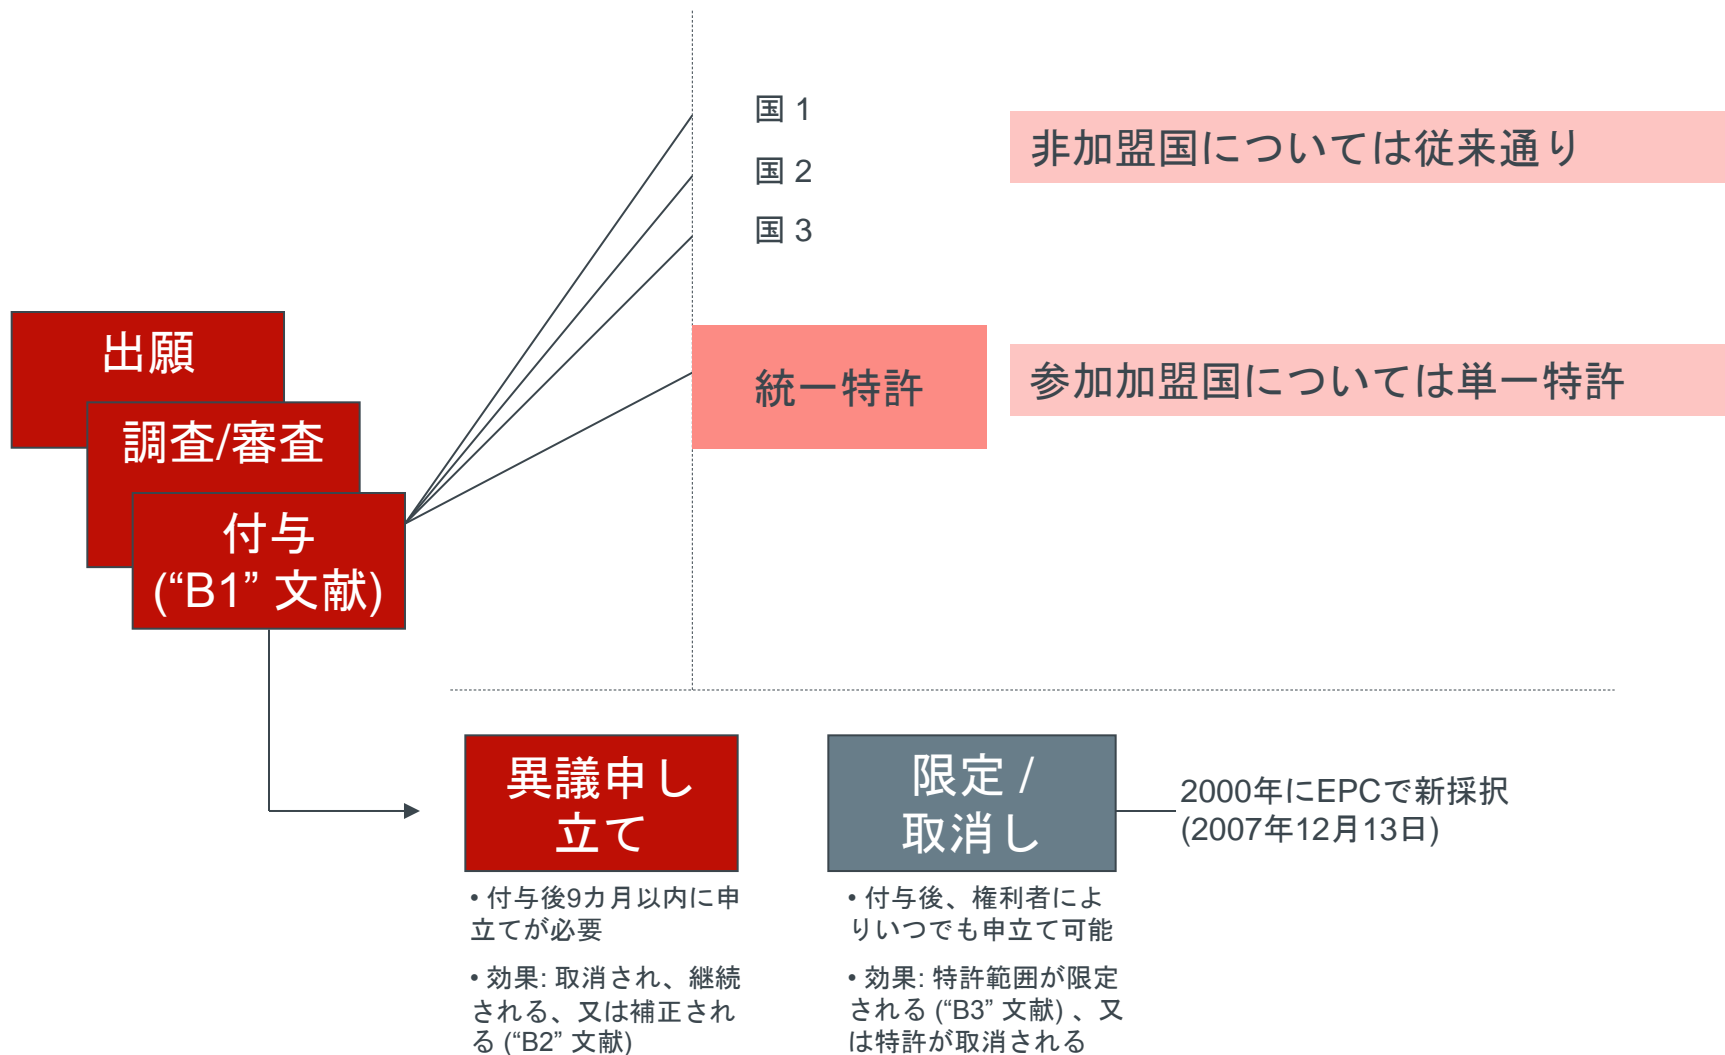 国 1
国 2
国 3
非加盟国については従来通り
出願
調査/審査
付与
(“B1” 文献)
統一特許
参加加盟国については単一特許
異議申し
立て
限定 /
取消し
2000年にEPCで新採択
(2007年12月13日)
• 付与後9カ月以内に申
立てが必要
• 効果: 取消され、継続
される、又は補正され
る (“B2” 文献)
• 付与後、権利者によ
りいつでも申立て可能
• 効果: 特許範囲が限定
される (“B3” 文献) 、又
は特許が取消される